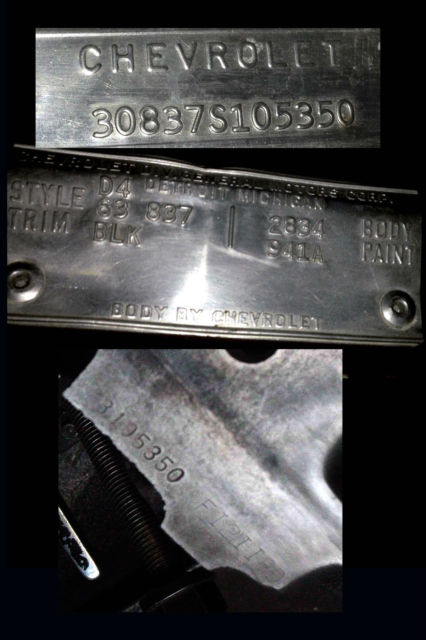 CHEVROLET
30837S105350
CHEVROLET DIV. GENERAL MOTORS CORP.
D4 DETROIT MICHIGAN
STYLE 63 837 2834 BODY
TRIM BLK 941A PAINT
BODY BY CHEVROLET
3105350